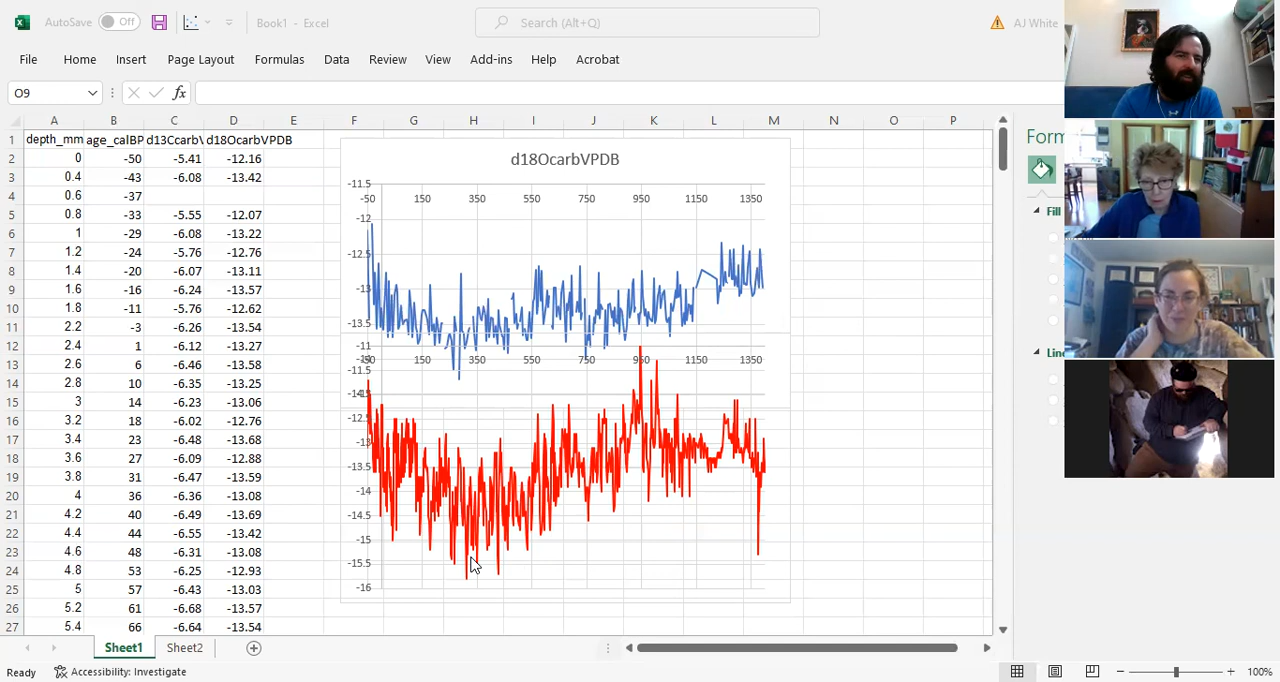 AutoSave Off Book1 - Excel Search (Alt+Q) AJ White
File Home Insert Page Layout Formulas Data Review View Add-ins Help Acrobat
O9 fx
A B C D E F G H I J K L M N O P
1 depth_mm age_calBP d13Ccarb d18OcarbVPDB
2 0 -50 -5.41 -12.16
3 0.4 -43 -6.08 -13.42
4 0.6 -37
5 0.8 -33 -5.55 -12.07
6 1 -29 -6.08 -13.22
7 1.2 -24 -5.76 -12.76
8 1.4 -20 -6.07 -13.11
9 1.6 -16 -6.24 -13.57
10 1.8 -11 -5.76 -12.62
11 2.2 -3 -6.26 -13.54
12 2.4 1 -6.12 -13.27
13 2.6 6 -6.46 -13.58
14 2.8 10 -6.35 -13.25
15 3 14 -6.23 -13.06
16 3.2 18 -6.02 -12.76
17 3.4 23 -6.48 -13.68
18 3.6 27 -6.09 -12.88
19 3.8 31 -6.47 -13.59
20 4 36 -6.36 -13.08
21 4.2 40 -6.49 -13.69
22 4.4 44 -6.55 -13.42
23 4.6 48 -6.31 -13.08
24 4.8 53 -6.25 -12.93
25 5 57 -6.43 -13.03
26 5.2 61 -6.68 -13.57
27 5.4 66 -6.64 -13.54
d18OcarbVPDB
-11.5
-50 150 350 550 750 950 1150 1350
-12
-12.5
-13
-13.5
-11
150 350 550 750 950 1150 1350
-11.5
-13
-13.5
-14
-14.5
-15
-15.5
-16
Form
Fill
Line
Sheet1 Sheet2
Ready Accessibility: Investigate 100%